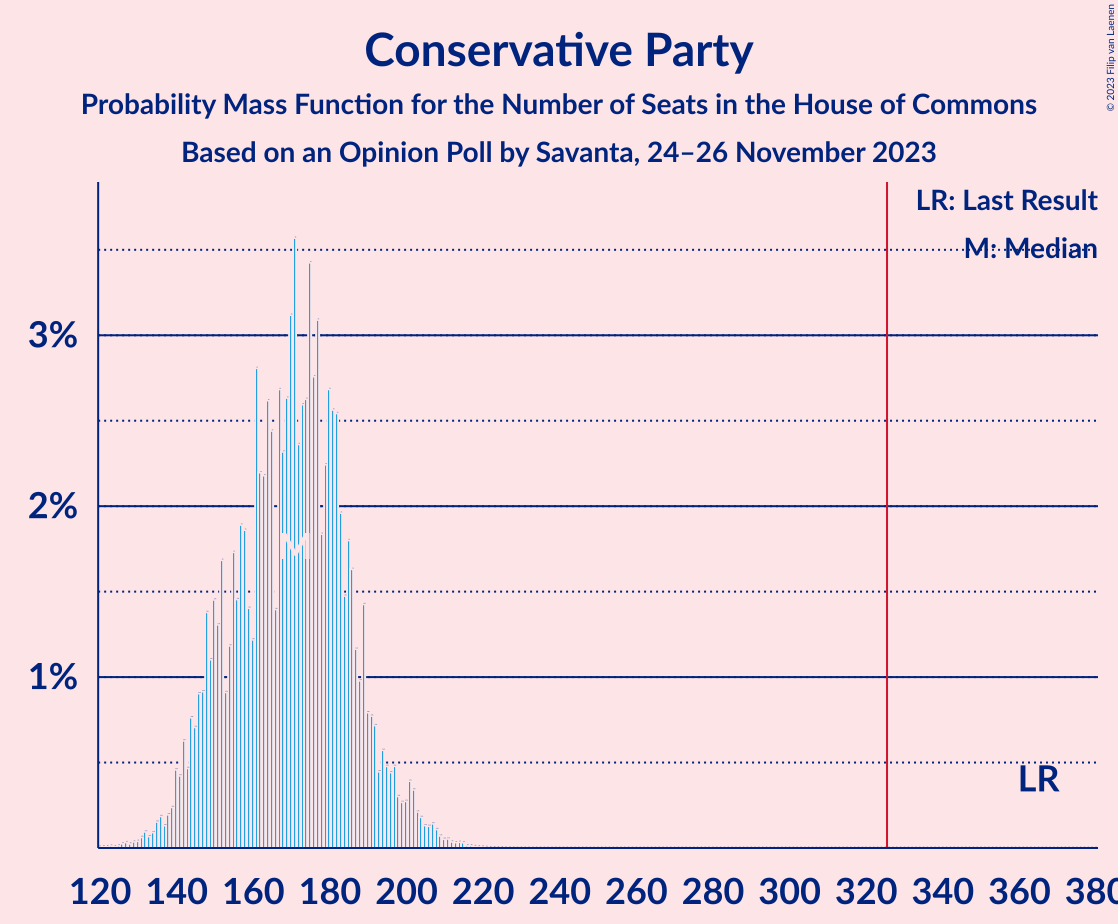 Conservative Party
Probability Mass Function for the Number of Seats in the House of Commons
Based on an Opinion Poll by Savanta, 24–26 November 2023
© 2023 Filip van Laenen
LR: Last Result
M: Median
3%
2%
1%
M
LR
120 140 160 180 200 220 240 260 280 300 320 340 360 380